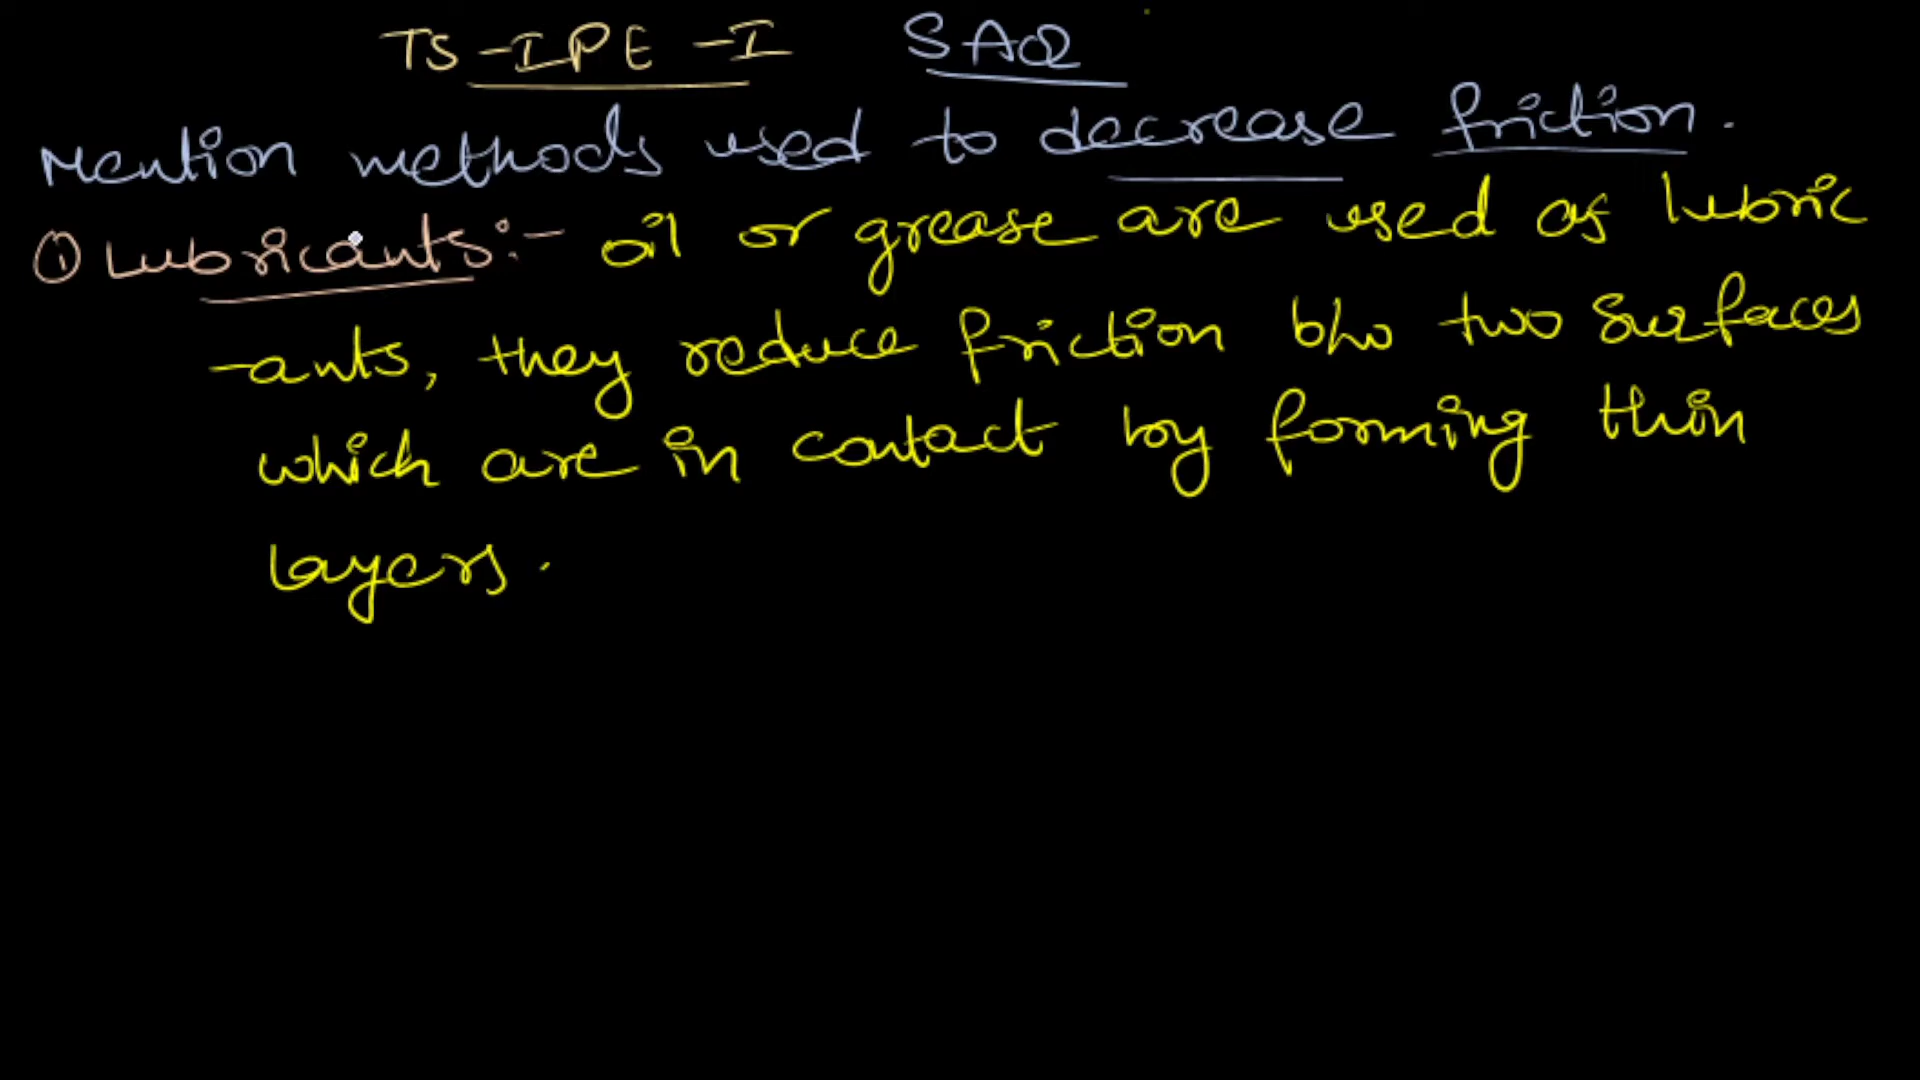 TS-IPE-I SAQ
Mention methods used to decrease friction.
① Lubricants:- oil or grease are used as lubric
-ants, they reduce friction b/w two surfaces
which are in contact by forming thin
layers.